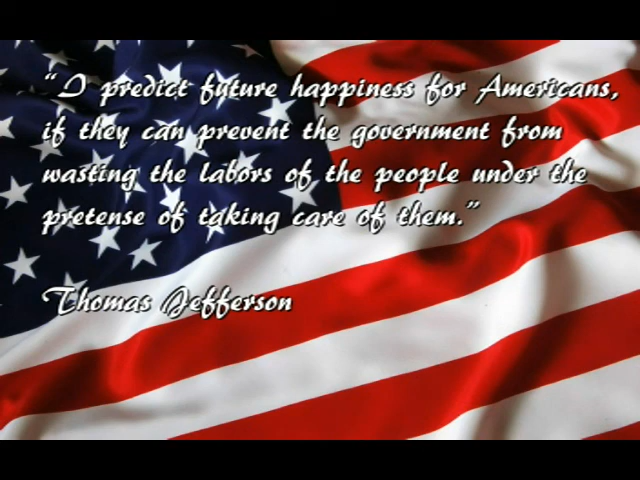 “I predict future happiness for Americans,
if they can prevent the government from
wasting the labors of the people under the
pretense of taking care of them.”
Thomas Jefferson